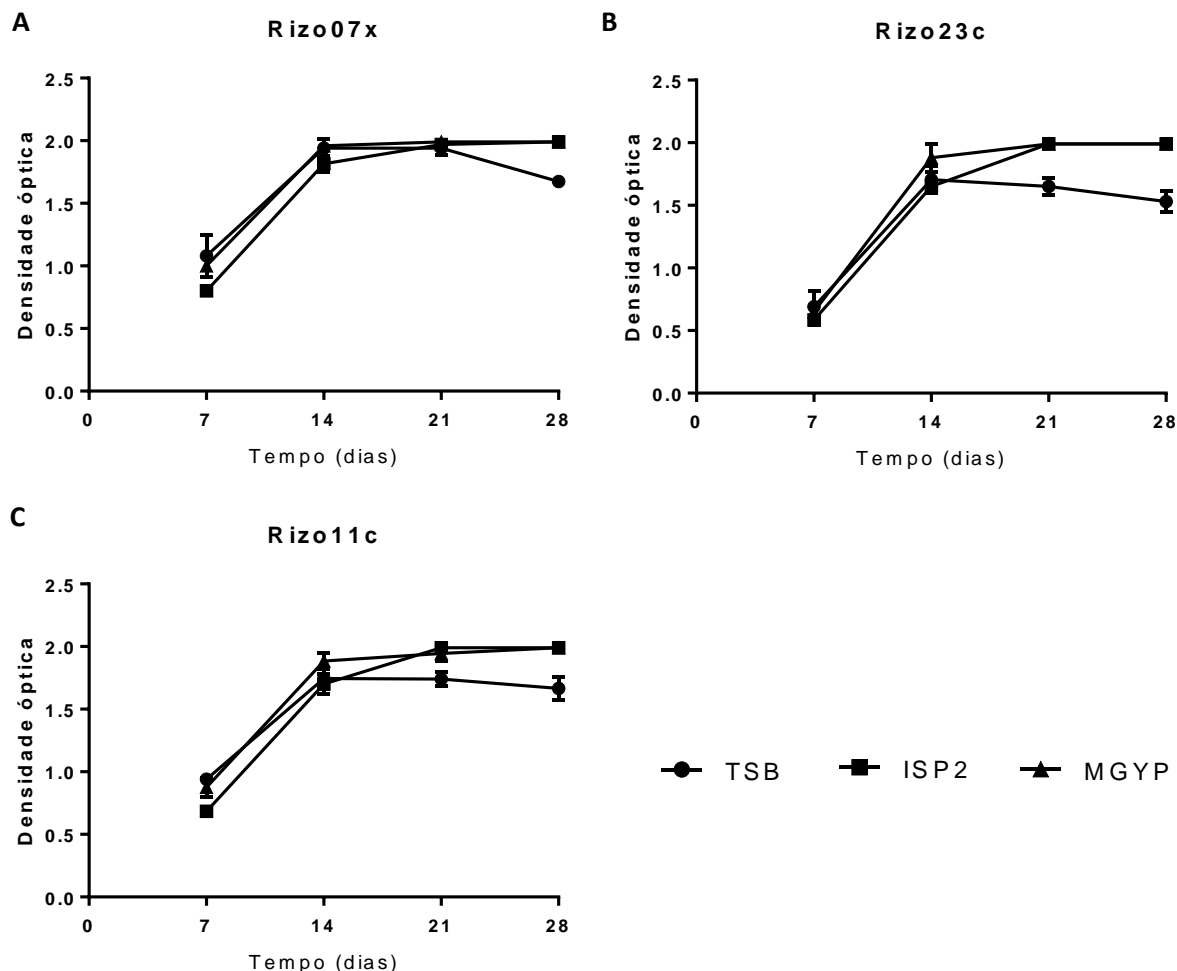 A
Rizo07x
Densidade óptica
2.5
2.0
1.5
1.0
0.5
0.0
0 7 14 21 28
Tempo (dias)
B
Rizo23c
Densidade óptica
2.5
2.0
1.5
1.0
0.5
0.0
0 7 14 21 28
Tempo (dias)
C
Rizo11c
Densidade óptica
2.5
2.0
1.5
1.0
0.5
0.0
0 7 14 21 28
Tempo (dias)
TSB ISP2 MGYP